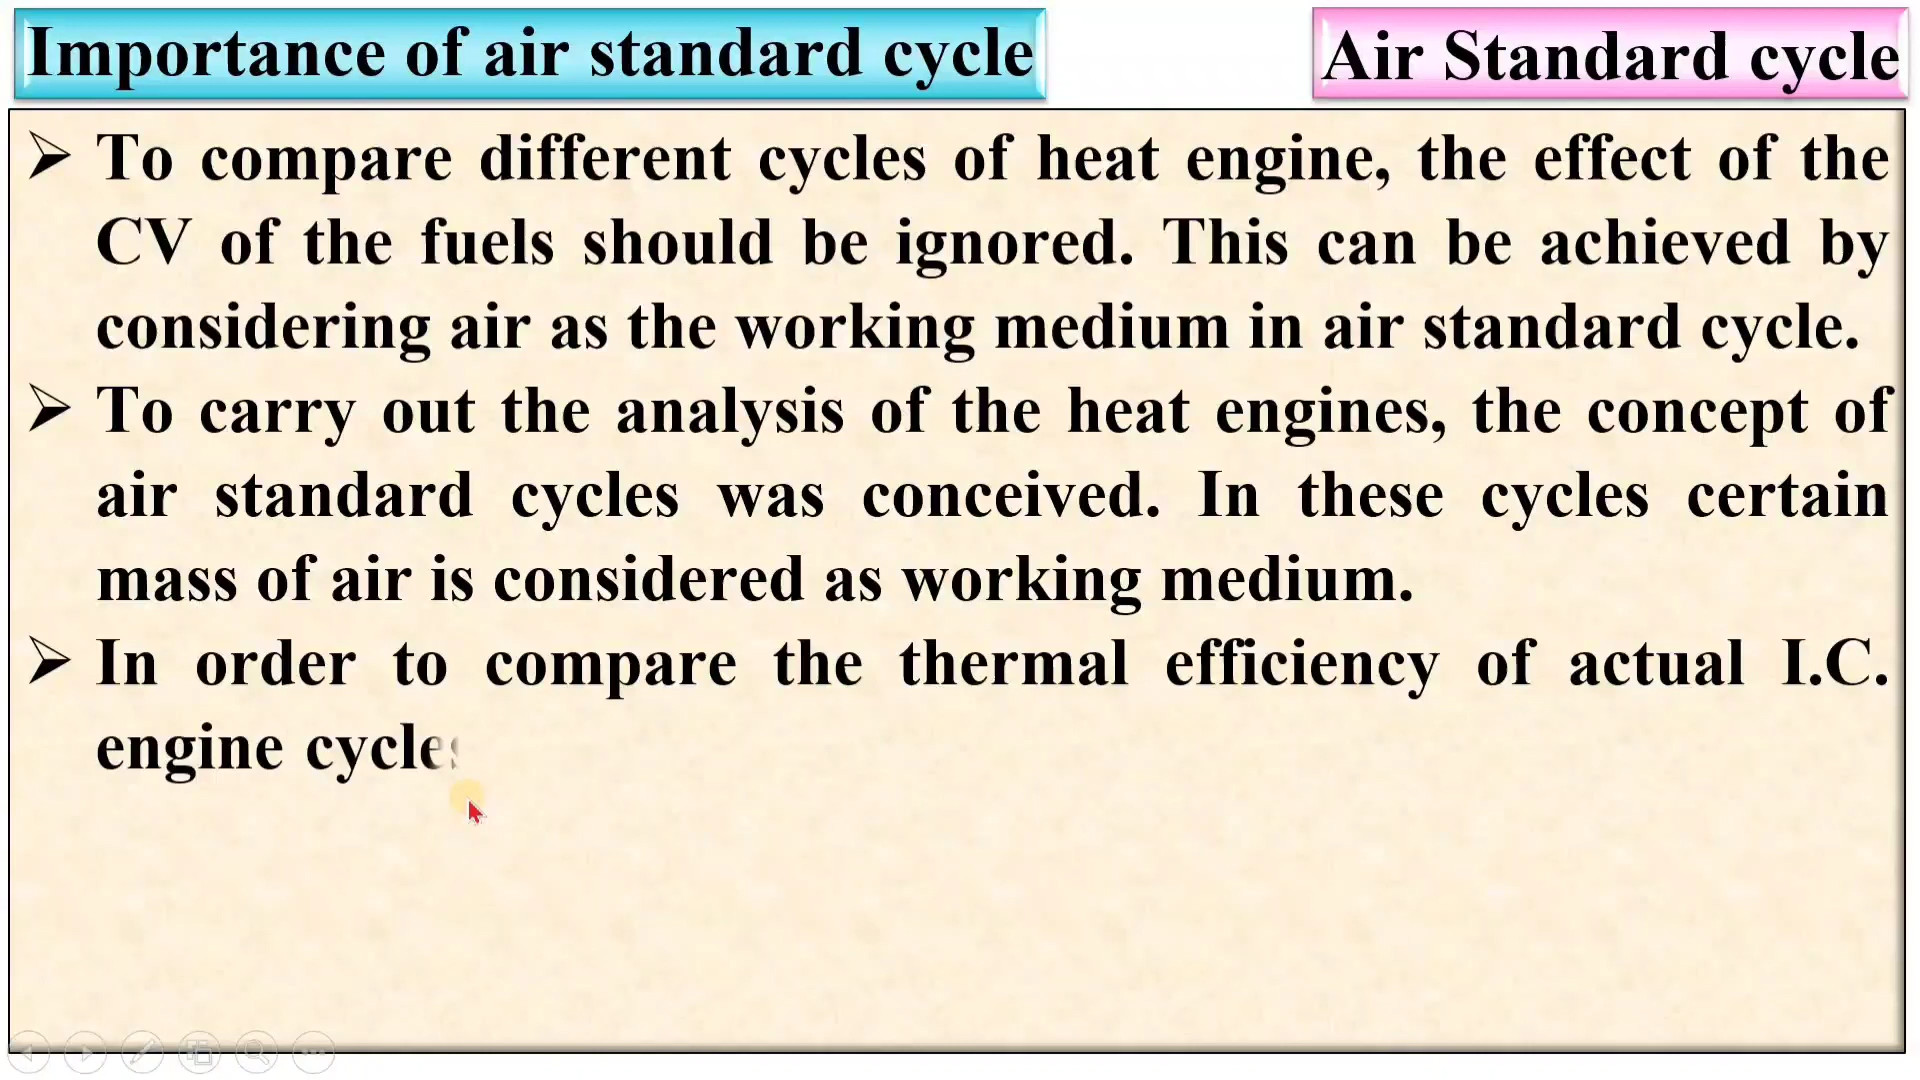 Importance of air standard cycle
Air Standard cycle
➢ To compare different cycles of heat engine, the effect of the
CV of the fuels should be ignored. This can be achieved by
considering air as the working medium in air standard cycle.
➢ To carry out the analysis of the heat engines, the concept of
air standard cycles was conceived. In these cycles certain
mass of air is considered as working medium.
➢ In order to compare the thermal efficiency of actual I.C.
engine cycles